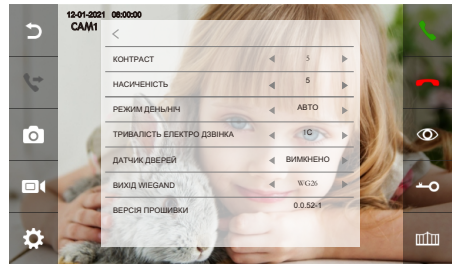 12-01-2021 08:00:00
CAM1
<
КОНТРАСТ 5
НАСИЧЕНІСТЬ 5
РЕЖИМ ДЕНЬ/НІЧ АВТО
ТРИВАЛІСТЬ ЕЛЕКТРО ДЗВІНКА 1С
ДАТЧИК ДВЕРЕЙ ВИМКНЕНО
ВИХІД WIEGAND WG26
ВЕРСІЯ ПРОШИВКИ 0.0.52-1